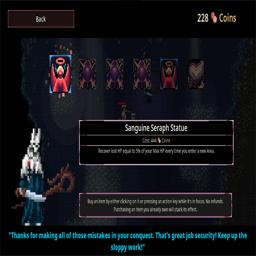 Back
228 Coins
Sanguine Seraph Statue
Cost: 444 Coins
Recover lost HP equal to 5% of your Max HP every time you enter a new Area.
Buy an item by either clicking on it or pressing an action key while it's in focus. No refunds.
Purchasing an item you already own will stack its effect.
"Thanks for making all of those mistakes in your conquest. That's great job security! Keep up the
sloppy work!"